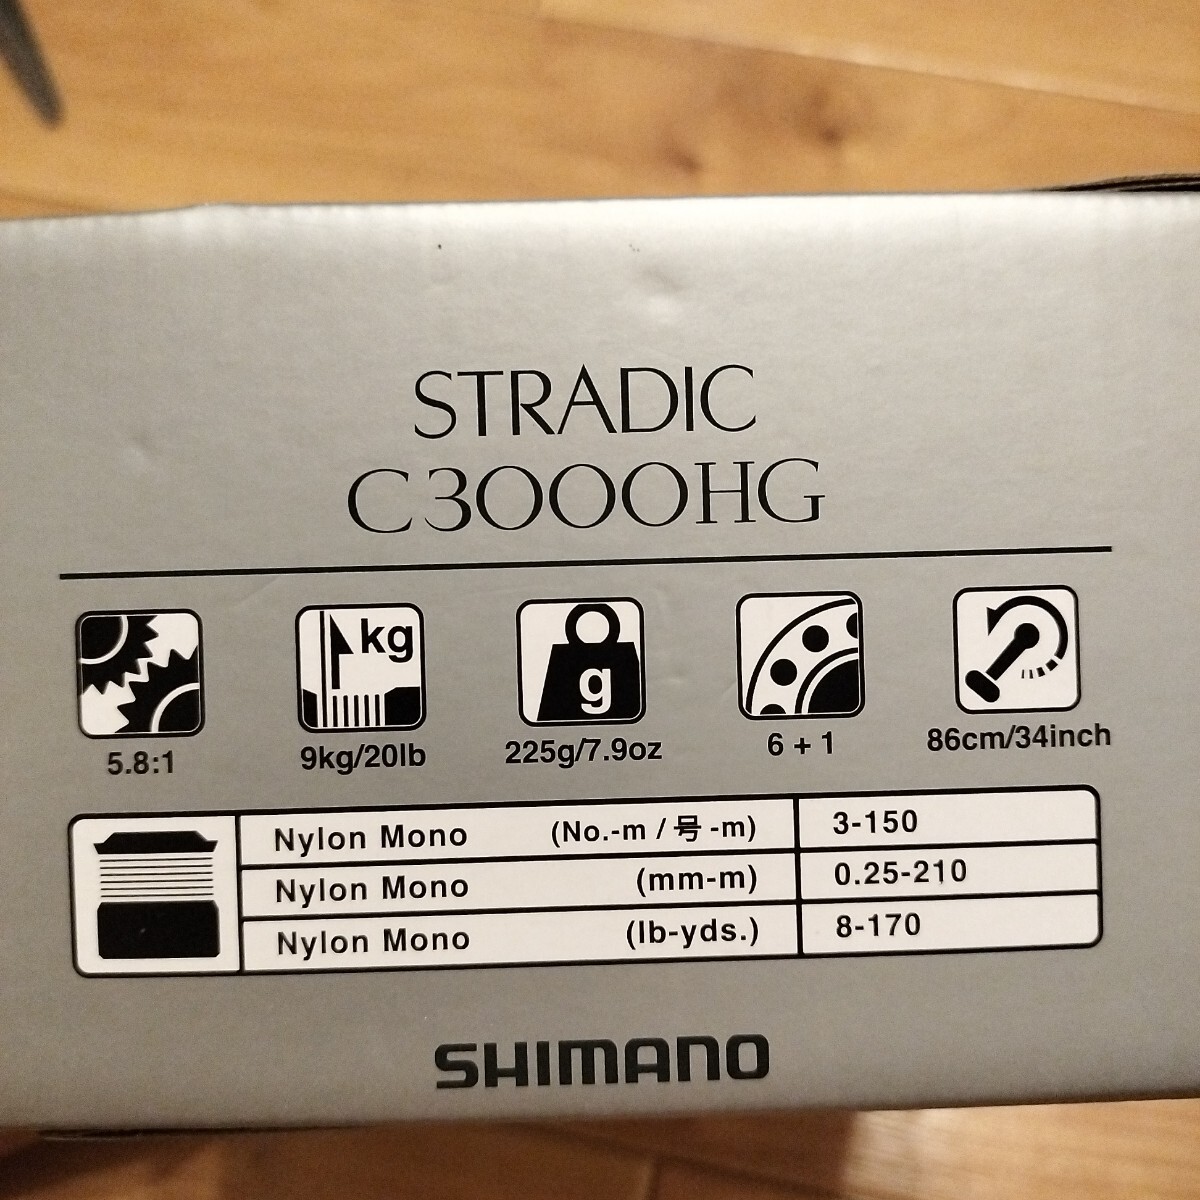 STRADIC
C3000HG
kg
g
5.8:1 9kg/20lb 225g/7.9oz 6 + 1 86cm/34inch
Nylon Mono (No.-m / 号 -m) 3-150
Nylon Mono (mm-m) 0.25-210
Nylon Mono (lb-yds.) 8-170
SHIMANO